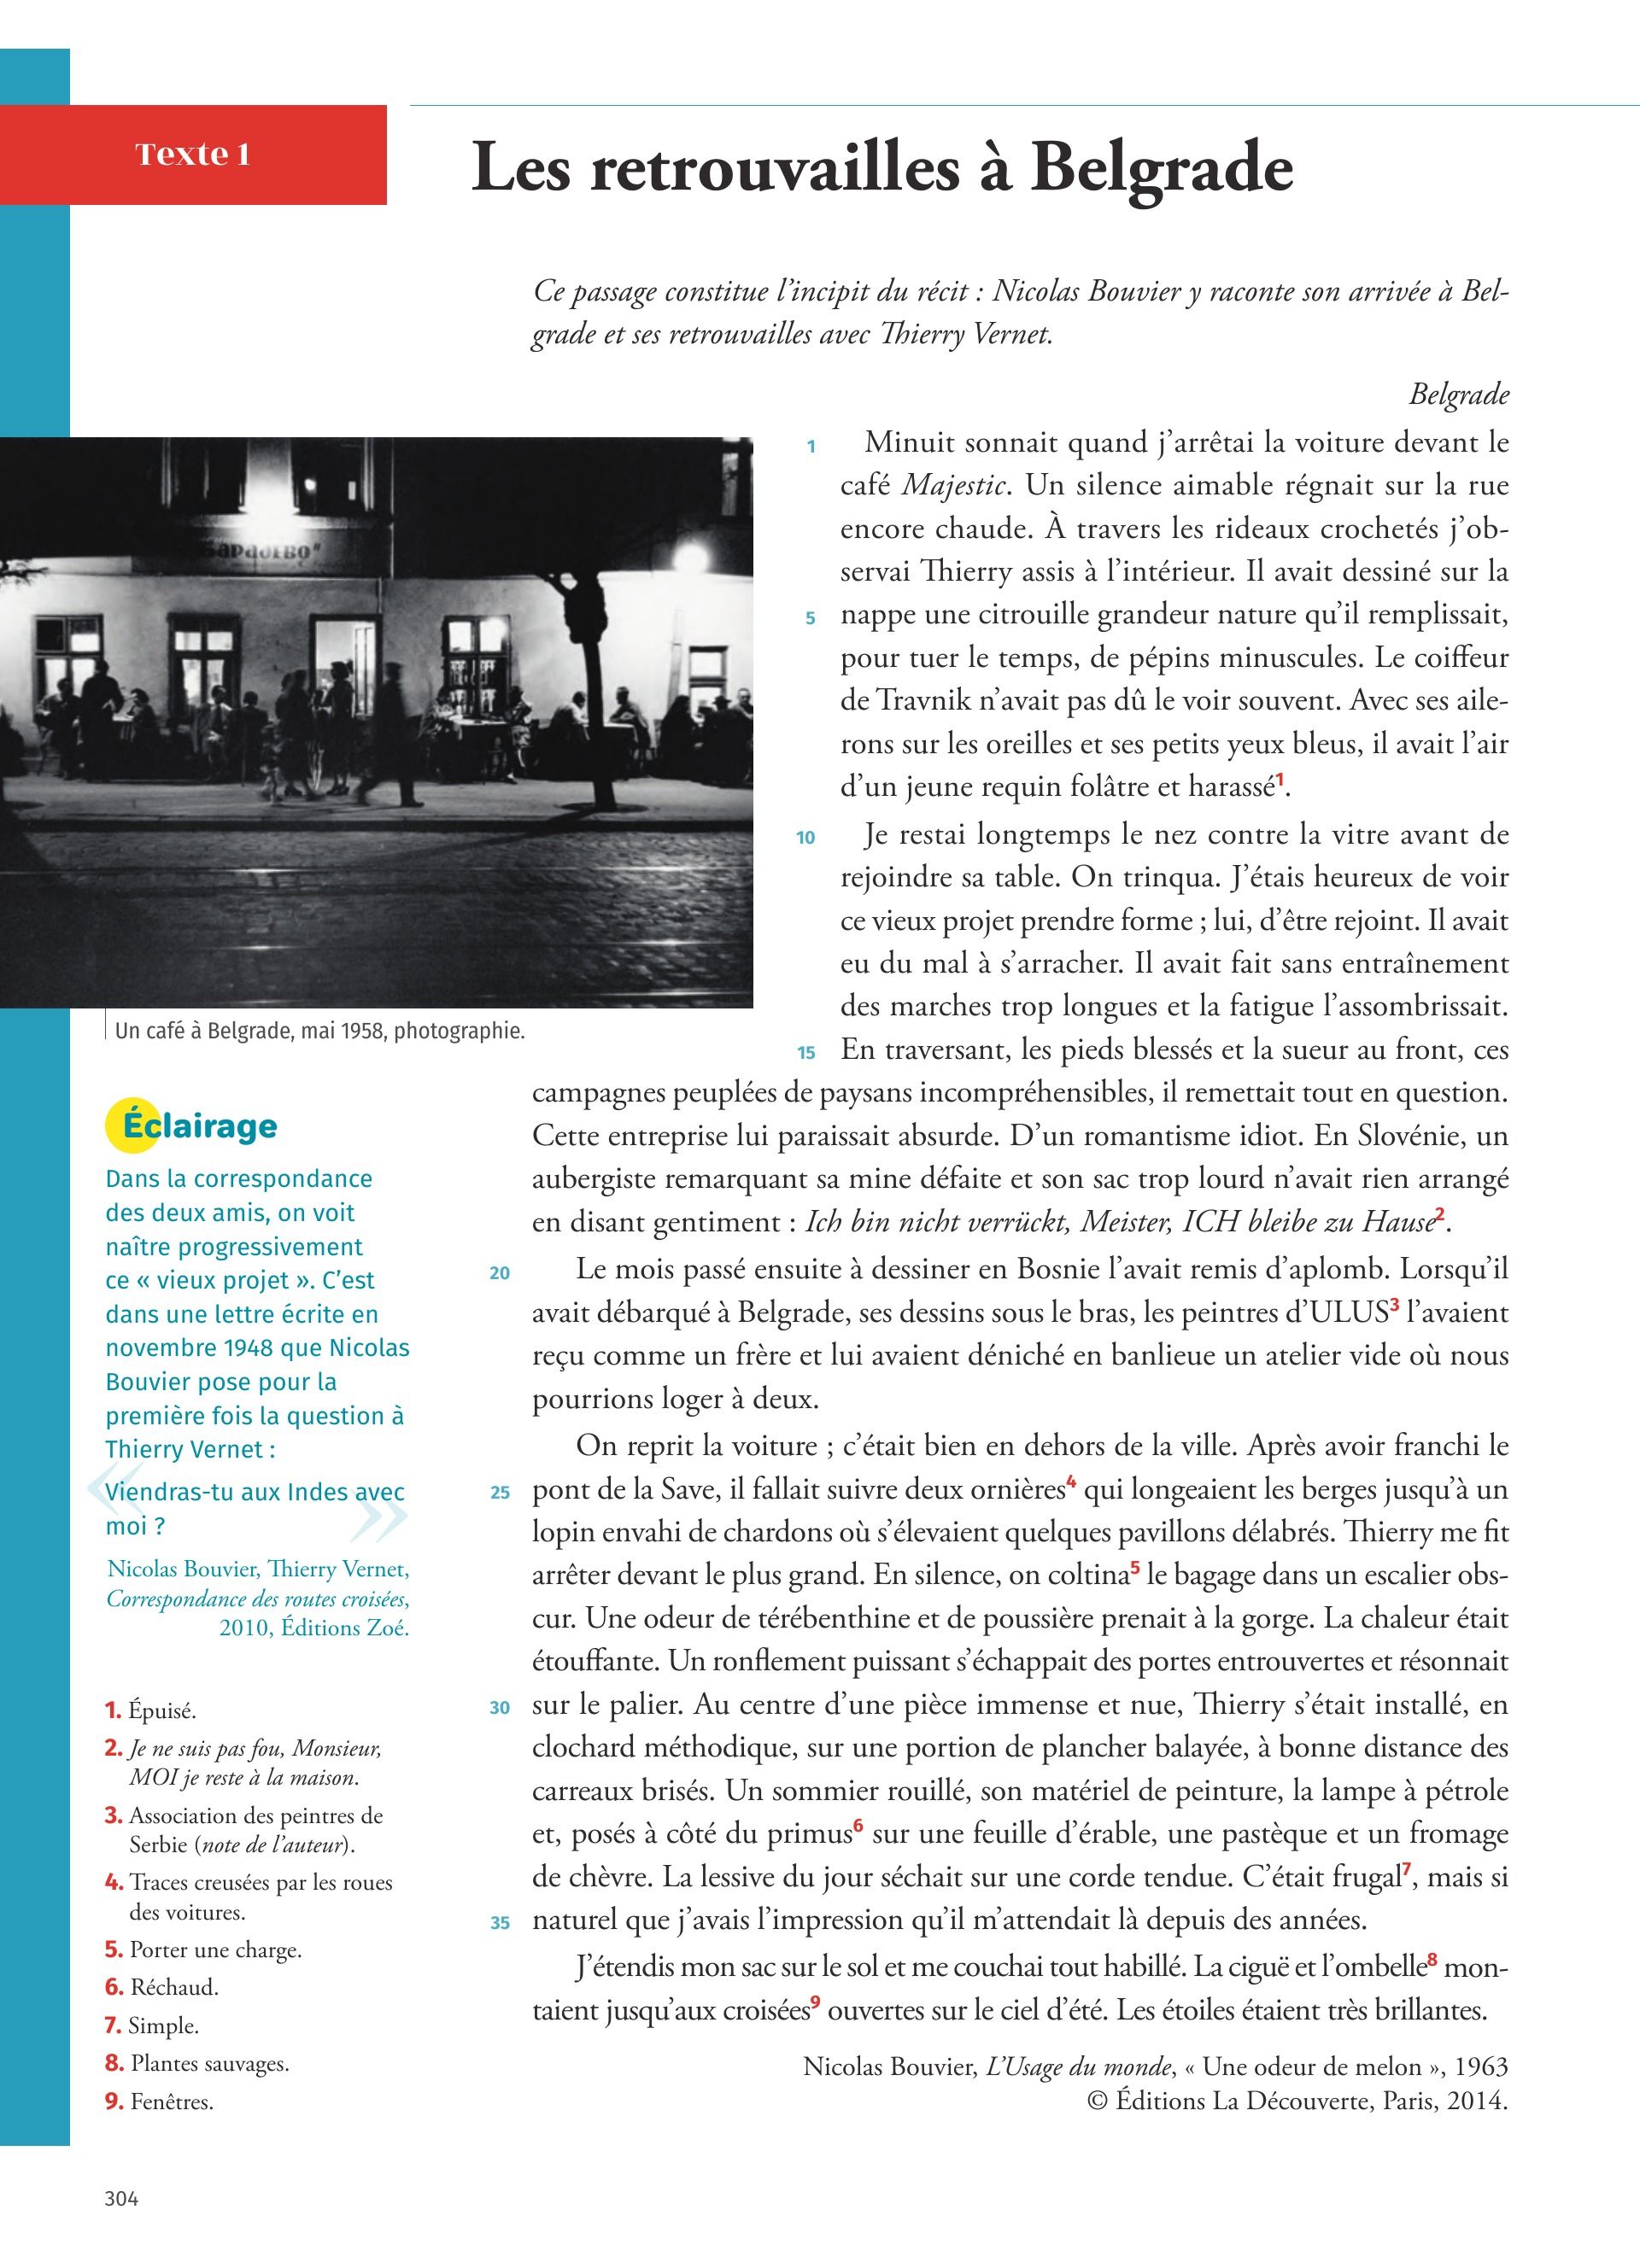 Texte 1
Les retrouvailles à Belgrade
Ce passage constitue l'incipit du récit : Nicolas Bouvier y raconte son arrivée à Bel-
grade et ses retrouvailles avec Thierry Vernet.
Belgrade
1 Minuit sonnait quand j'arrêtai la voiture devant le
café Majestic. Un silence aimable régnait sur la rue
encore chaude. À travers les rideaux crochetés j'ob-
servai Thierry assis à l'intérieur. Il avait dessiné sur la
5 nappe une citrouille grandeur nature qu'il remplissait,
pour tuer le temps, de pépins minuscules. Le coiffeur
de Travnik n'avait pas dû le voir souvent. Avec ses aile-
rons sur les oreilles et ses petits yeux bleus, il avait l'air
d'un jeune requin folâtre et harassé1.
10 Je restai longtemps le nez contre la vitre avant de
rejoindre sa table. On trinqua. J'étais heureux de voir
ce vieux projet prendre forme ; lui, d'être rejoint. Il avait
eu du mal à s'arracher. Il avait fait sans entraînement
des marches trop longues et la fatigue l'assombrissait.
15 En traversant, les pieds blessés et la sueur au front, ces
campagnes peuplées de paysans incompréhensibles, il remettait tout en question.
Cette entreprise lui paraissait absurde. D'un romantisme idiot. En Slovénie, un
aubergiste remarquant sa mine défaite et son sac trop lourd n'avait rien arrangé
en disant gentiment : Ich bin nicht verrückt, Meister, ICH bleibe zu Hause2.
20 Le mois passé ensuite à dessiner en Bosnie l'avait remis d'aplomb. Lorsqu'il
avait débarqué à Belgrade, ses dessins sous le bras, les peintres d'ULUS3 l'avaient
reçu comme un frère et lui avaient déniché en banlieue un atelier vide où nous
pourrions loger à deux.
On reprit la voiture ; c'était bien en dehors de la ville. Après avoir franchi le
25 pont de la Save, il fallait suivre deux ornières4 qui longeaient les berges jusqu'à un
lopin envahi de chardons où s'élevaient quelques pavillons délabrés. Thierry me fit
arrêter devant le plus grand. En silence, on coltina5 le bagage dans un escalier obs-
cur. Une odeur de térébenthine et de poussière prenait à la gorge. La chaleur était
étouffante. Un ronflement puissant s'échappait des portes entrouvertes et résonnait
30 sur le palier. Au centre d'une pièce immense et nue, Thierry s'était installé, en
clochard méthodique, sur une portion de plancher balayée, à bonne distance des
carreaux brisés. Un sommier rouillé, son matériel de peinture, la lampe à pétrole
et, posés à côté du primus6 sur une feuille d'érable, une pastèque et un fromage
de chèvre. La lessive du jour séchait sur une corde tendue. C'était frugal7, mais si
35 naturel que j'avais l'impression qu'il m'attendait là depuis des années.
J'étendis mon sac sur le sol et me couchai tout habillé. La ciguë et l'ombelle8 mon-
taient jusqu'aux croisées9 ouvertes sur le ciel d'été. Les étoiles étaient très brillantes.
Nicolas Bouvier, L'Usage du monde, « Une odeur de melon », 1963
© Éditions La Découverte, Paris, 2014.
Un café à Belgrade, mai 1958, photographie.
Éclairage
Dans la correspondance
des deux amis, on voit
naître progressivement
ce « vieux projet ». C'est
dans une lettre écrite en
novembre 1948 que Nicolas
Bouvier pose pour la
première fois la question à
Thierry Vernet :
« Viendras-tu aux Indes avec
moi ? »
Nicolas Bouvier, Thierry Vernet,
Correspondance des routes croisées,
2010, Éditions Zoé.
1. Épuisé.
2. Je ne suis pas fou, Monsieur,
MOI je reste à la maison.
3. Association des peintres de
Serbie (note de l'auteur).
4. Traces creusées par les roues
des voitures.
5. Porter une charge.
6. Réchaud.
7. Simple.
8. Plantes sauvages.
9. Fenêtres.
304